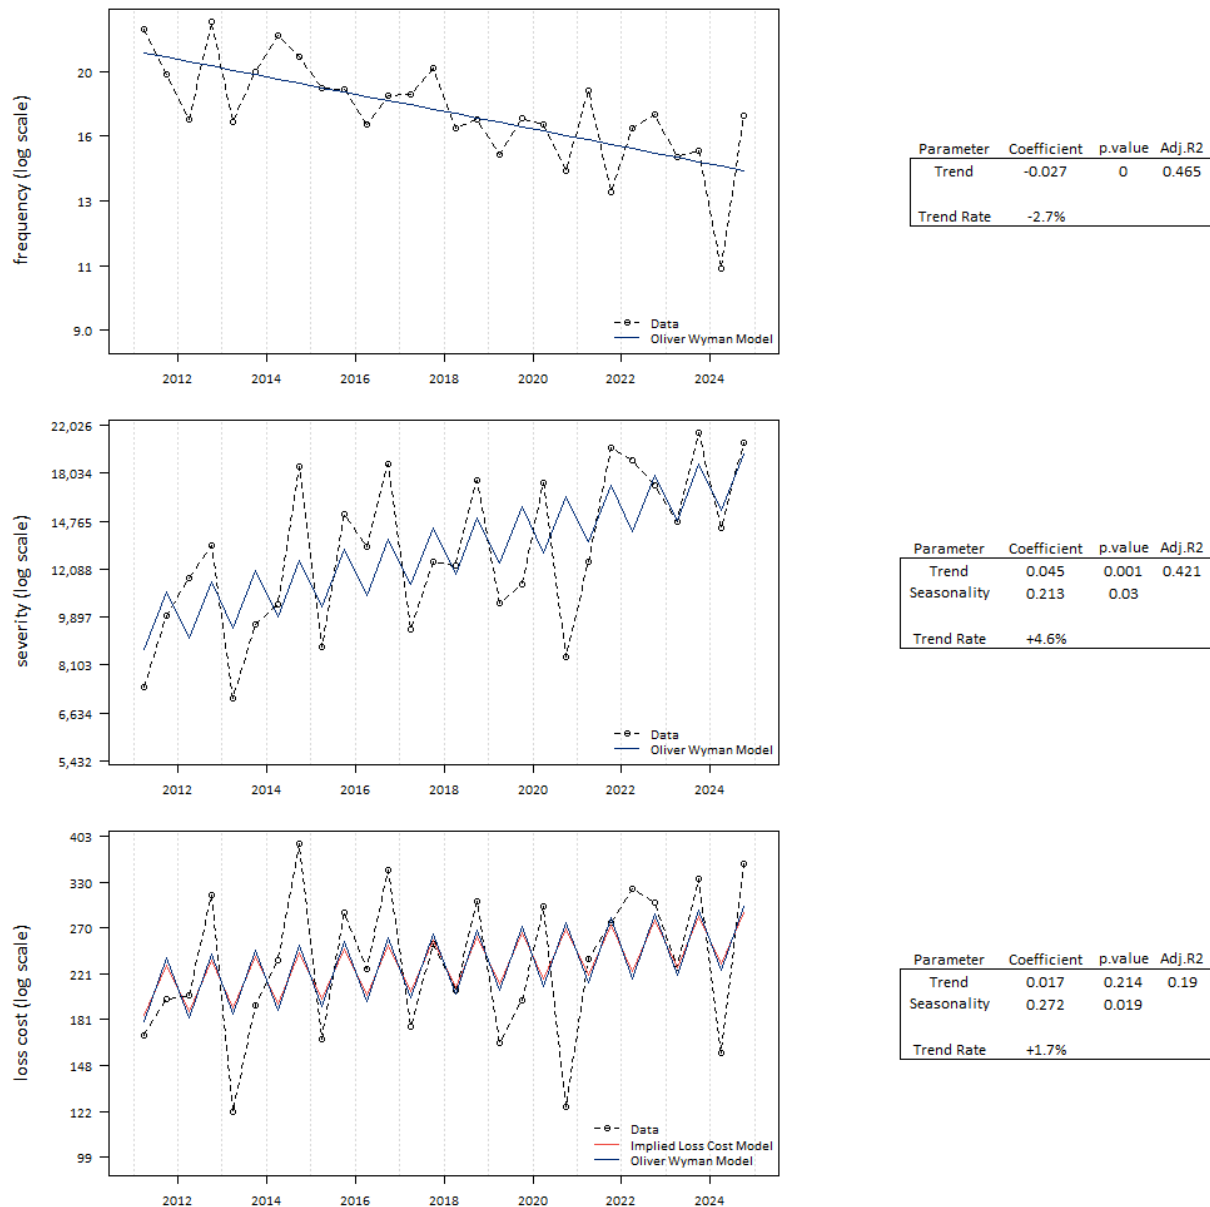 frequency (log scale)
20
16
13
11
9.0
Data
Oliver Wyman Model
2012 2014 2016 2018 2020 2022 2024
Parameter Coefficient p.value Adj.R2
Trend -0.027 0 0.465
Trend Rate -2.7%
severity (log scale)
22,026
18,034
14,765
12,088
9,897
8,103
6,634
5,432
Data
Oliver Wyman Model
2012 2014 2016 2018 2020 2022 2024
Parameter Coefficient p.value Adj.R2
Trend 0.045 0.001 0.421
Seasonality 0.213 0.03
Trend Rate +4.6%
loss cost (log scale)
403
330
270
221
181
148
122
99
Data
Implied Loss Cost Model
Oliver Wyman Model
2012 2014 2016 2018 2020 2022 2024
Parameter Coefficient p.value Adj.R2
Trend 0.017 0.214 0.19
Seasonality 0.272 0.019
Trend Rate +1.7%